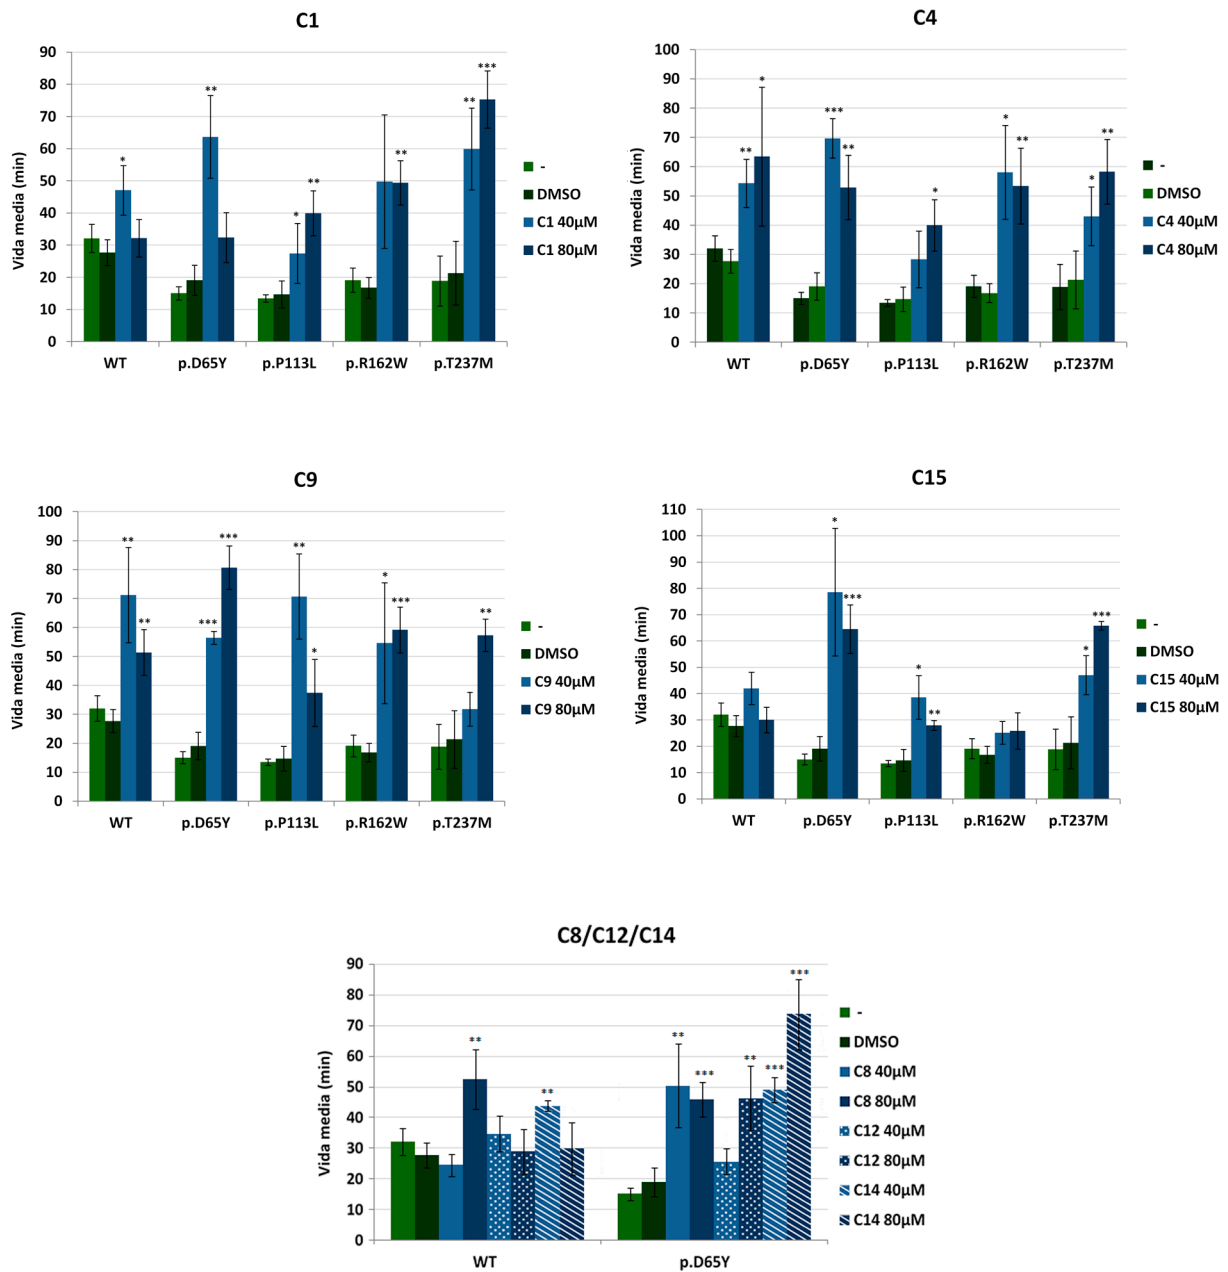 C1
Vida media (min)
90
80
70
60
50
40
30
20
10
0
* ** * ** ** ** ***
WT p.D65Y p.P113L p.R162W p.T237M
-
DMSO
C1 40µM
C1 80µM
C4
Vida media (min)
100
90
80
70
60
50
40
30
20
10
0
** * *** ** * * ** * **
WT p.D65Y p.P113L p.R162W p.T237M
-
DMSO
C4 40µM
C4 80µM
C9
Vida media (min)
100
90
80
70
60
50
40
30
20
10
0
** ** *** *** ** * * *** **
WT p.D65Y p.P113L p.R162W p.T237M
-
DMSO
C9 40µM
C9 80µM
C15
Vida media (min)
110
100
90
80
70
60
50
40
30
20
10
0
* *** * ** * ***
WT p.D65Y p.P113L p.R162W p.T237M
-
DMSO
C15 40µM
C15 80µM
C8/C12/C14
Vida media (min)
90
80
70
60
50
40
30
20
10
0
** ** ** *** ** *** ***
WT p.D65Y
-
DMSO
C8 40µM
C8 80µM
C12 40µM
C12 80µM
C14 40µM
C14 80µM